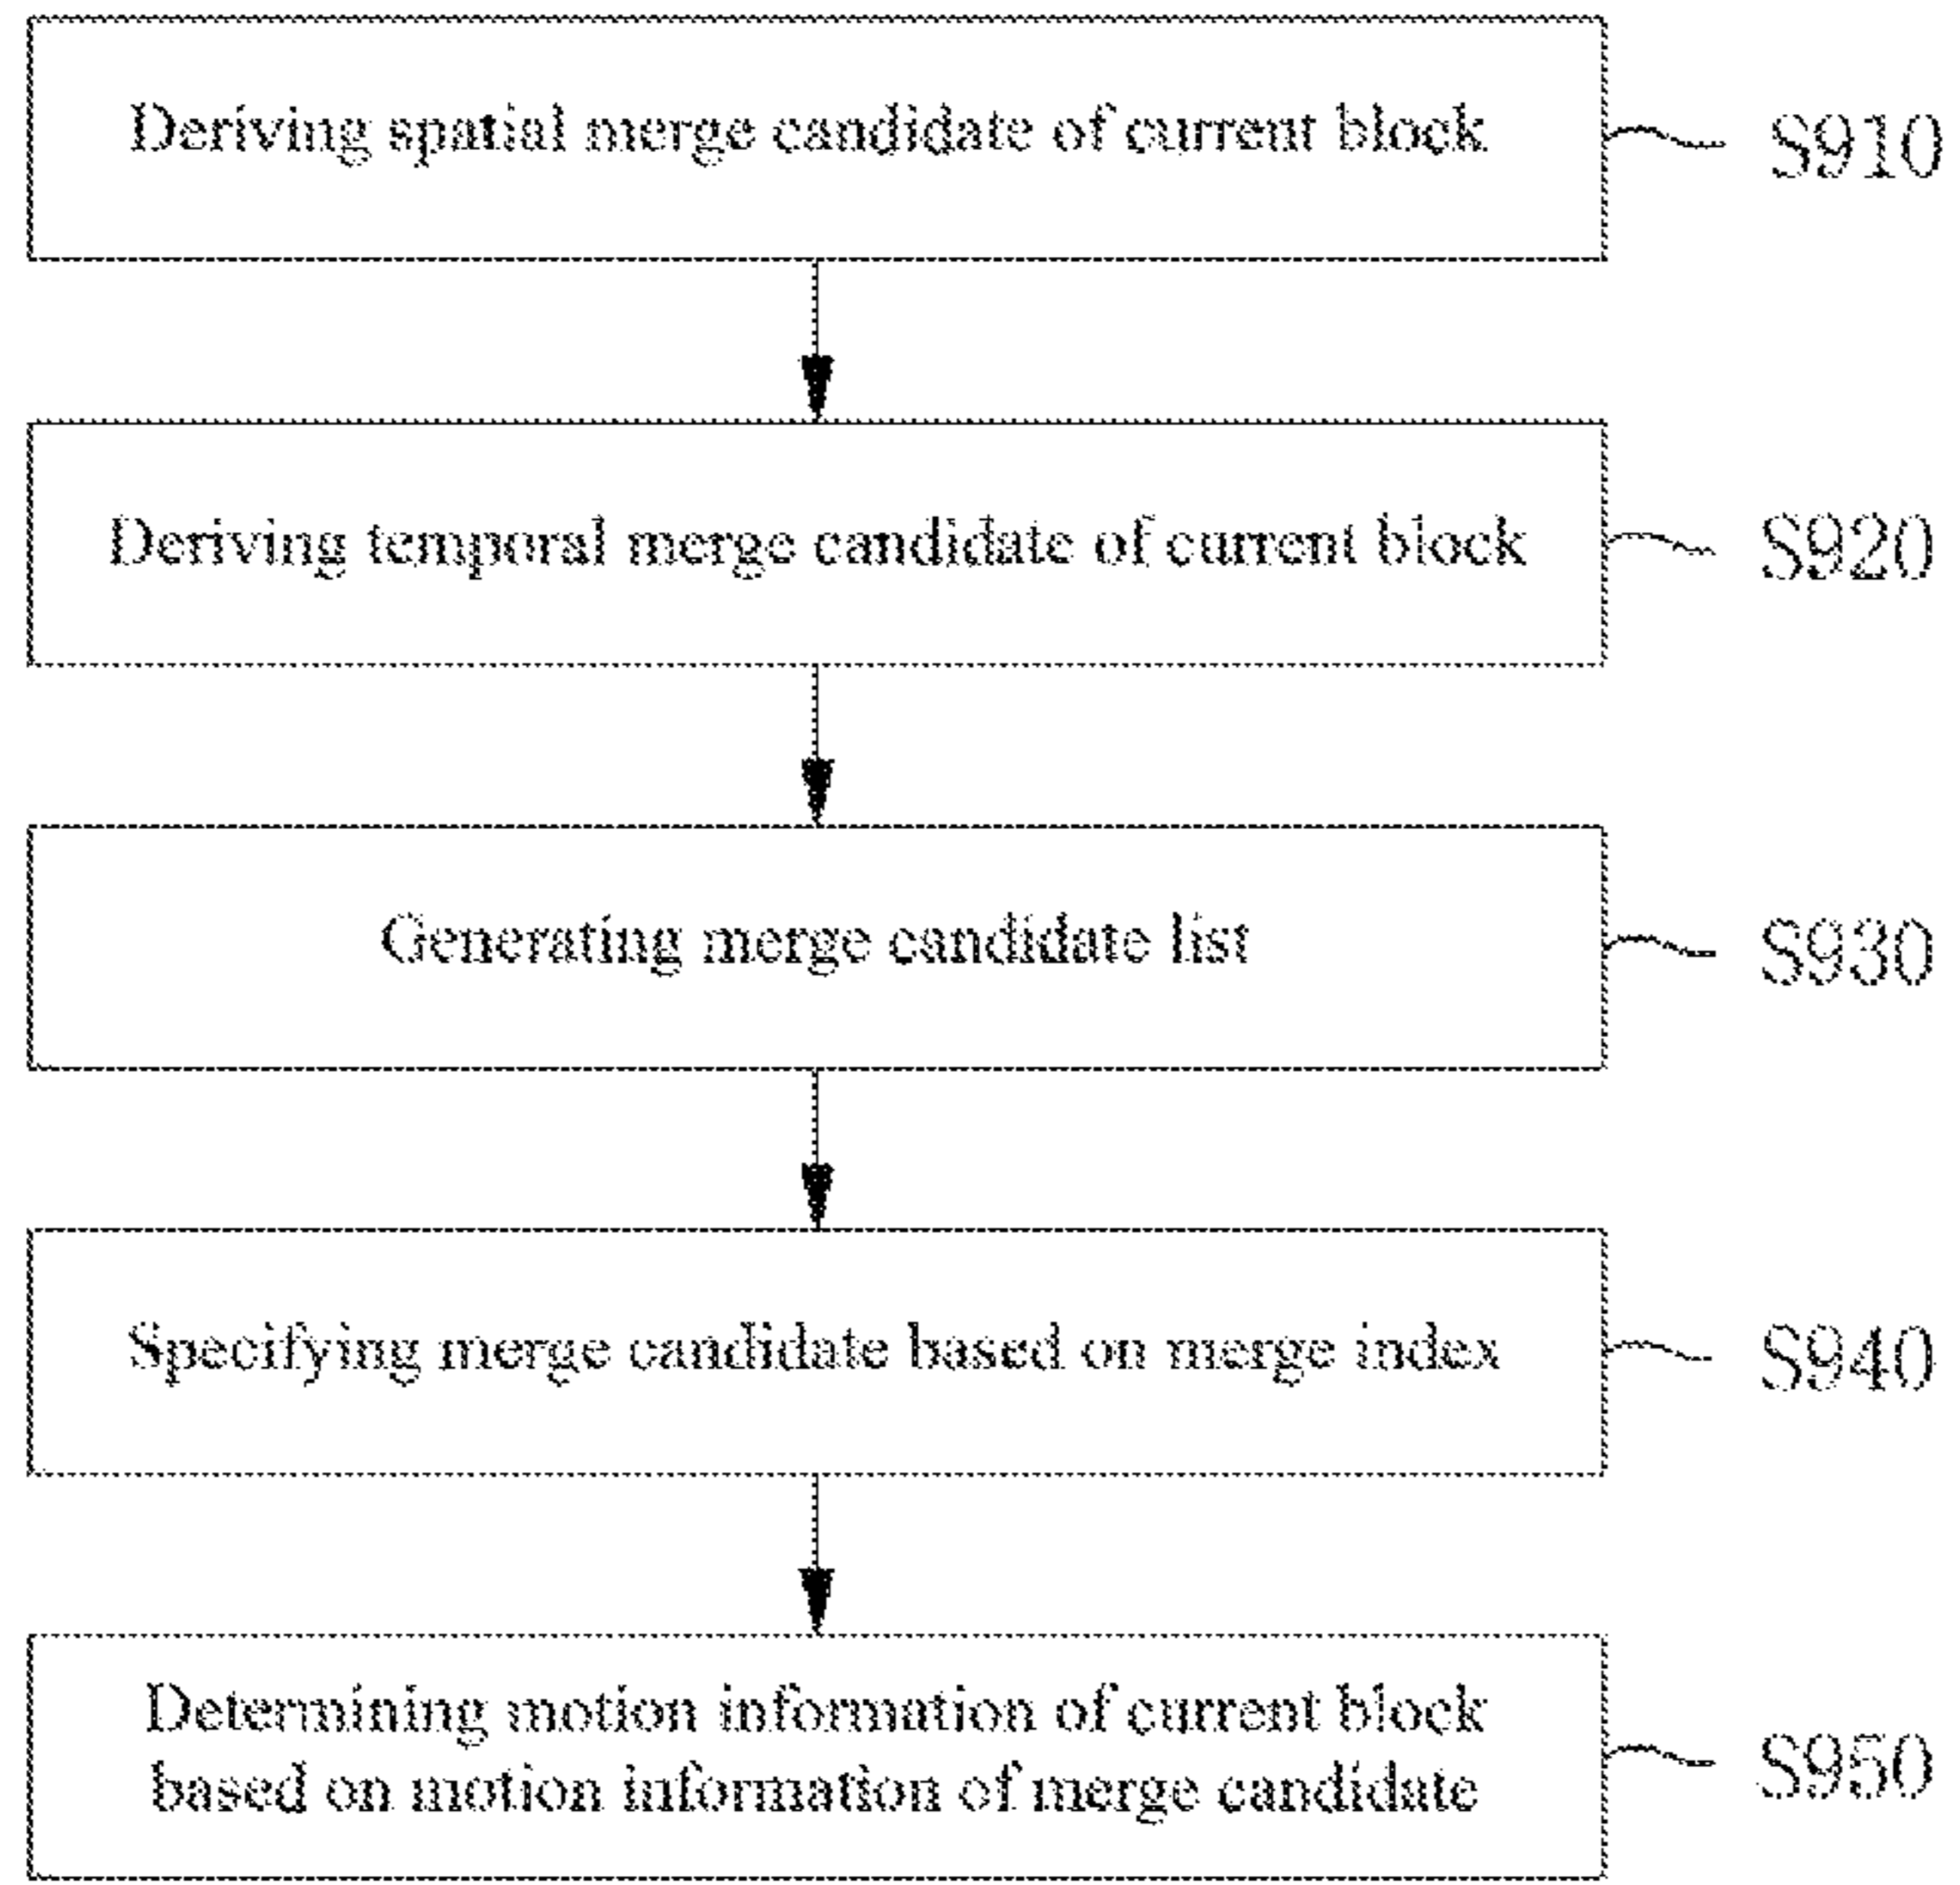 Deriving spatial merge candidate of current block
S910
Deriving temporal merge candidate of current block
S920
Generating merge candidate list
S930
Specifying merge candidate based on merge index
S940
Determining motion information of current block
based on motion information of merge candidate
S950